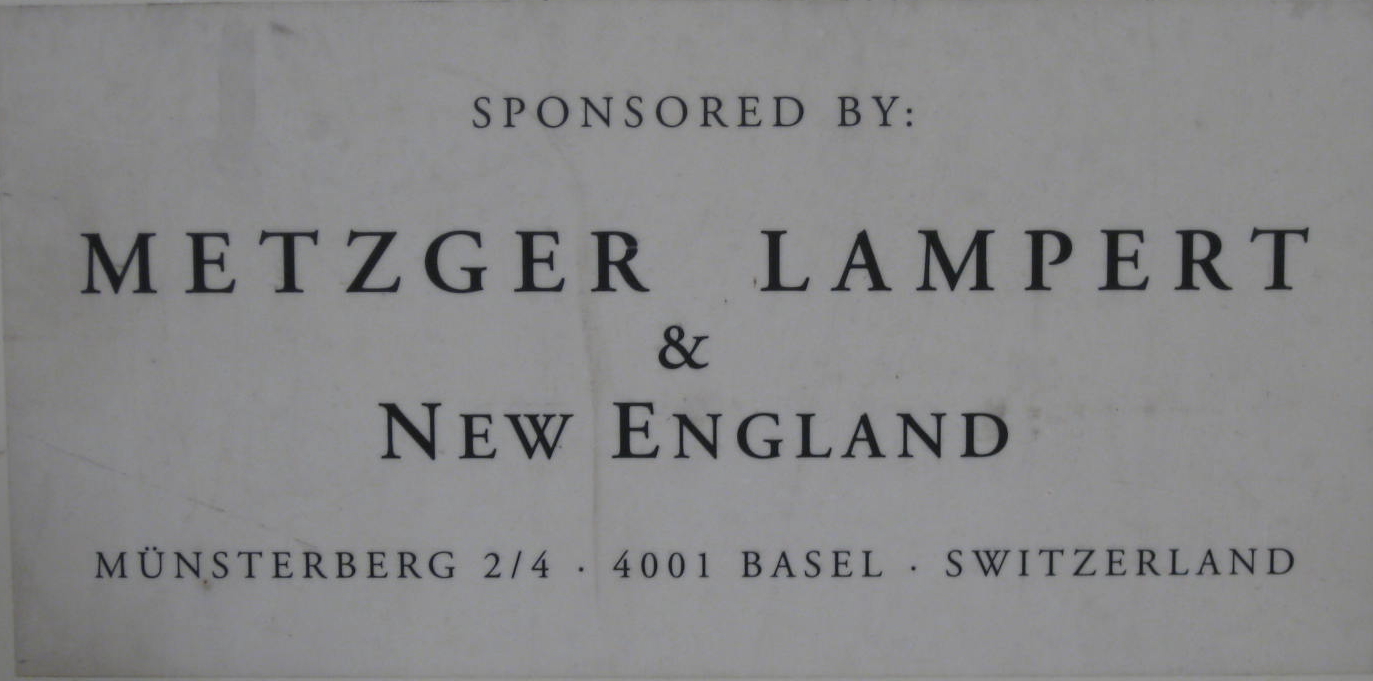 SPONSORED BY:
METZGER LAMPERT
&
NEW ENGLAND
MÜNSTERBERG 2/4 · 4001 BASEL · SWITZERLAND